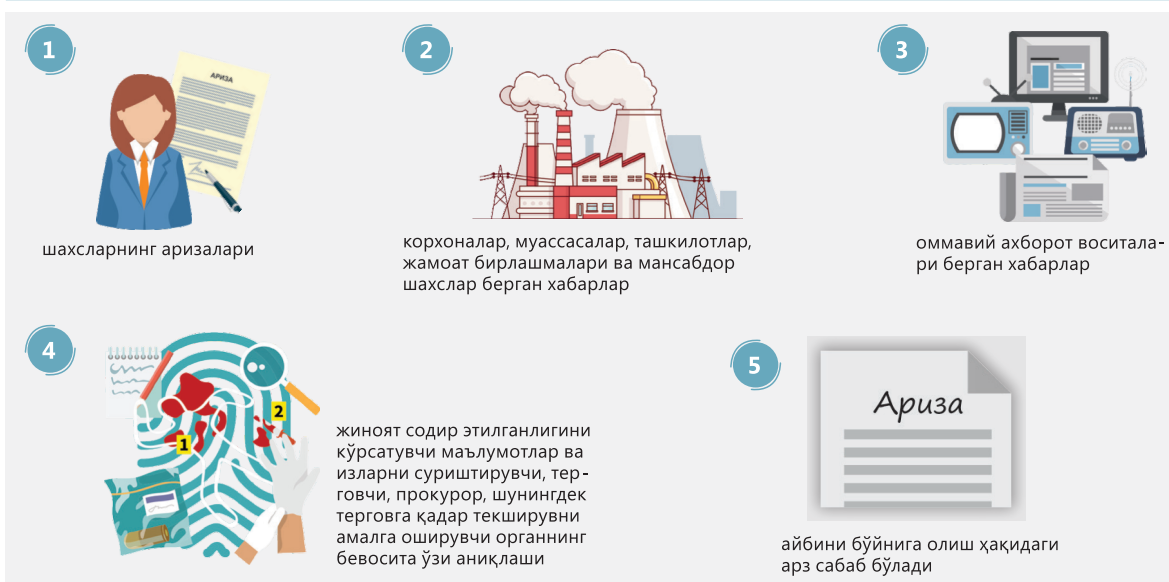 1
АРИЗА
шахсларнинг аризалари
2
корхоналар, муассасалар, ташкилотлар,
жамоат бирлашмалари ва мансабдор
шахслар берган хабарлар
3
оммавий ахборот воситала-
ри берган хабарлар
4
1
2
жиноят содир этилганлигини
кўрсатувчи маълумотлар ва
изларни суриштирувчи, тер-
говчи, прокурор, шунингдек
терговга қадар текширувни
амалга оширувчи органнинг
бевосита ўзи аниқлаши
5
Ариза
айбини бўйнига олиш ҳақидаги
арз сабаб бўлади